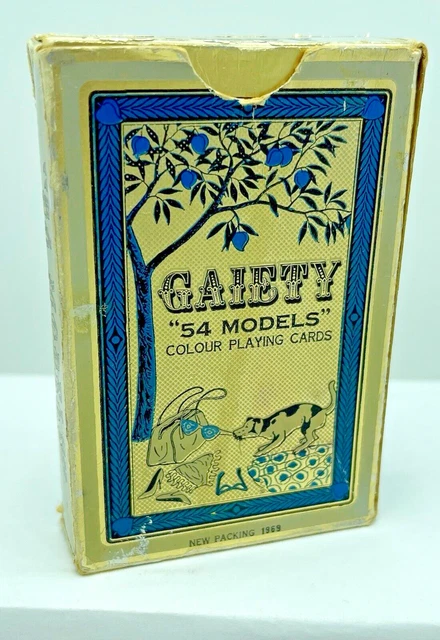 GAIETY
"54 MODELS"
COLOUR PLAYING CARDS
NEW PACKING 1969